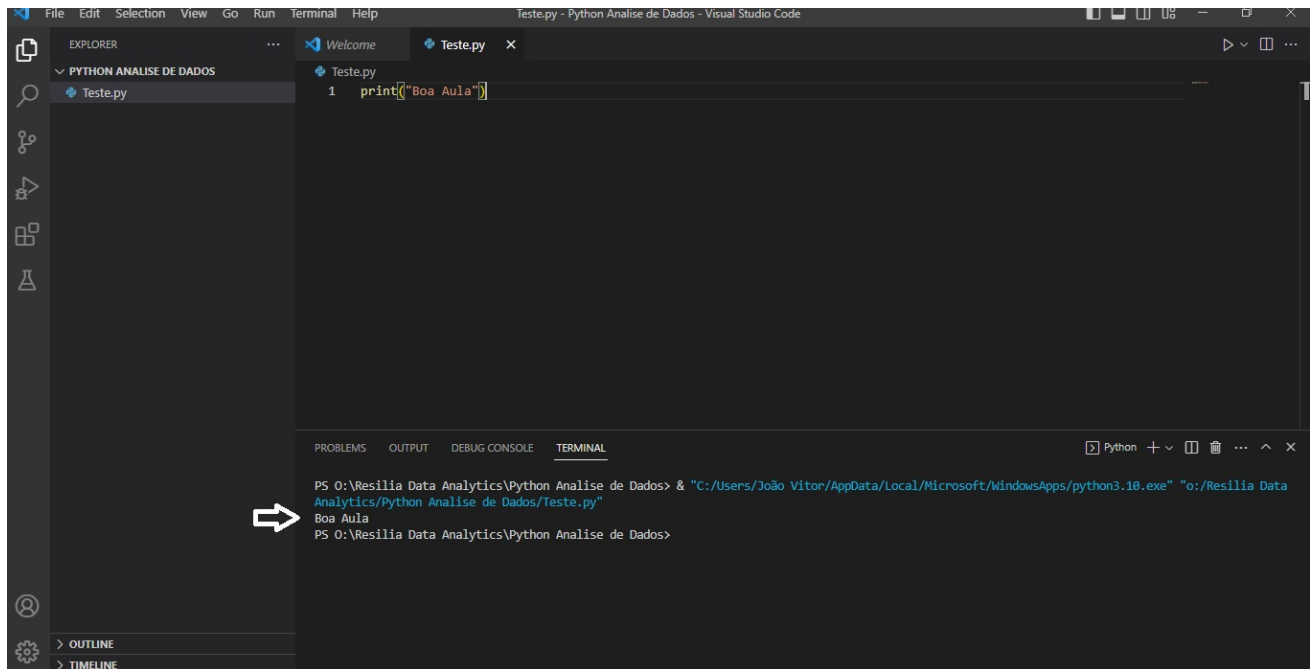 File Edit Selection View Go Run Terminal Help Teste.py - Python Analise de Dados - Visual Studio Code
EXPLORER
PYTHON ANALISE DE DADOS
Teste.py
Welcome Teste.py
Teste.py
1 print("Boa Aula")
PROBLEMS OUTPUT DEBUG CONSOLE TERMINAL Python
PS O:\Resilia Data Analytics\Python Analise de Dados> & "C:/Users/João Vitor/AppData/Local/Microsoft/WindowsApps/python3.10.exe" "o:/Resilia Data
Analytics/Python Analise de Dados/Teste.py"
Boa Aula
PS O:\Resilia Data Analytics\Python Analise de Dados>
OUTLINE
TIMELINE